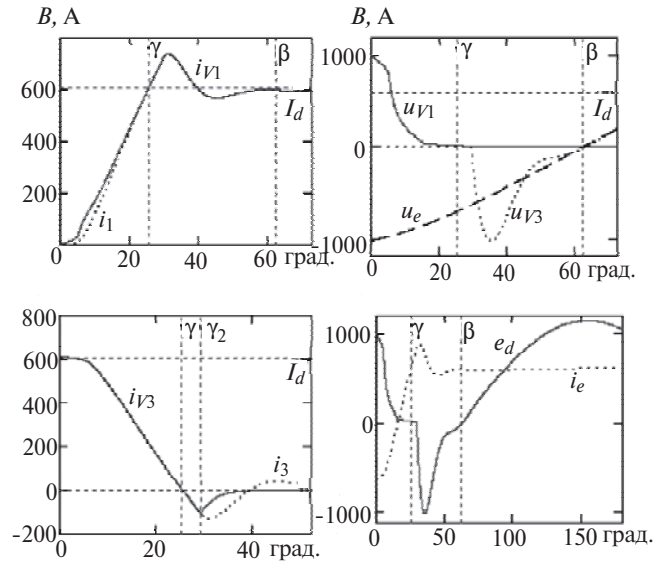 B, А
γ β
600 i_V1 I_d
400
200 i_1
0
0 20 40 60 град.
B, А
γ β
1000
u_V1
I_d
0
u_e u_V3
-1000
0 20 40 60 град.
800 γ γ_2
600 I_d
400 i_V3
200
0 i_3
-200
0 20 40 град.
γ β e_d
1000
i_e
0
-1000
0 50 100 150 град.